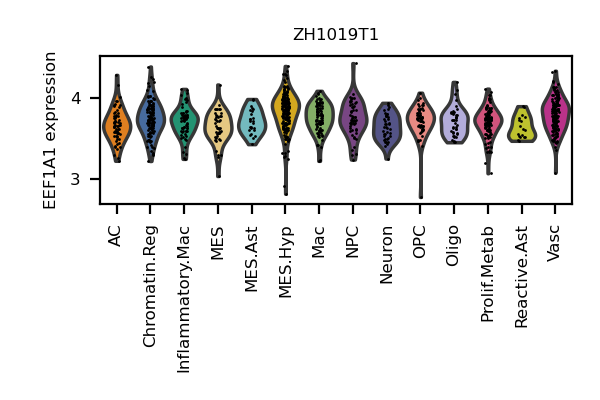 ZH1019T1
EEF1A1 expression
4
3
AC
Chromatin.Reg
Inflammatory.Mac
MES
MES.Ast
MES.Hyp
Mac
NPC
Neuron
OPC
Oligo
Prolif.Metab
Reactive.Ast
Vasc